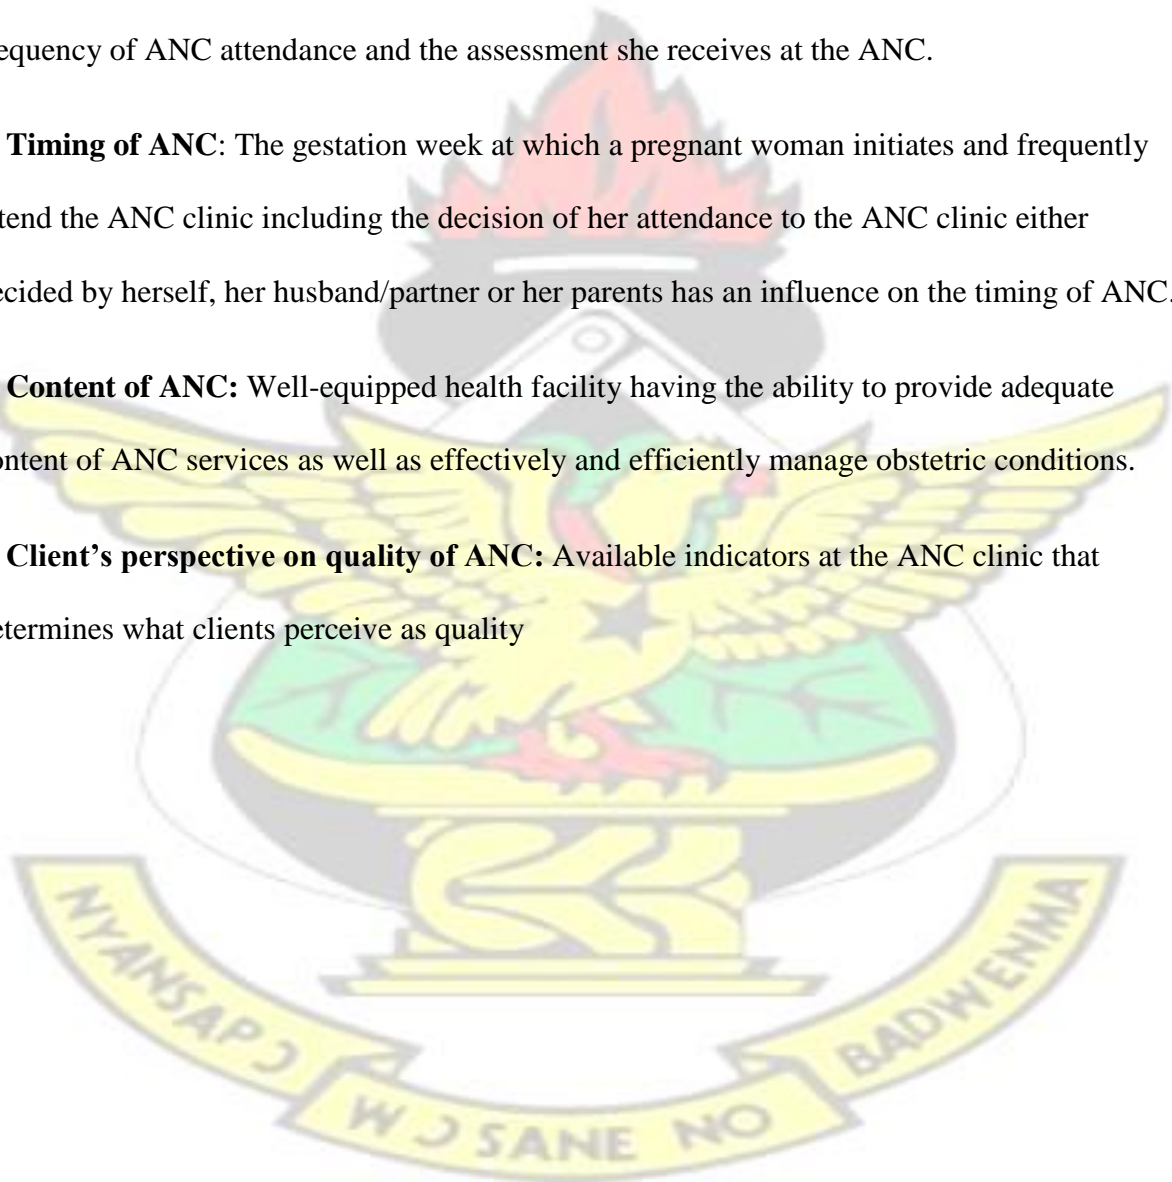 equency of ANC attendance and the assessment she receives at the ANC.
Timing of ANC: The gestation week at which a pregnant woman initiates and frequently
tend the ANC clinic including the decision of her attendance to the ANC clinic either
ecided by herself, her husband/partner or her parents has an influence on the timing of ANC.
Content of ANC: Well-equipped health facility having the ability to provide adequate
ontent of ANC services as well as effectively and efficiently manage obstetric conditions.
Client’s perspective on quality of ANC: Available indicators at the ANC clinic that
etermines what clients perceive as quality
NYANSAPƆ
WƆSANE NO
BADWENMA